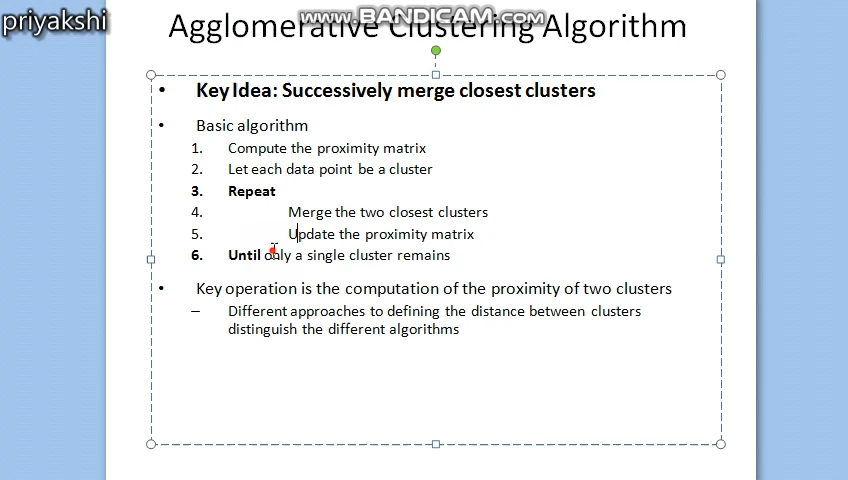 priyakshi
www.BANDICAM.com
Agglomerative Clustering Algorithm
• Key Idea: Successively merge closest clusters
• Basic algorithm
1. Compute the proximity matrix
2. Let each data point be a cluster
3. Repeat
4. Merge the two closest clusters
5. Update the proximity matrix
6. Until only a single cluster remains
• Key operation is the computation of the proximity of two clusters
– Different approaches to defining the distance between clusters
distinguish the different algorithms